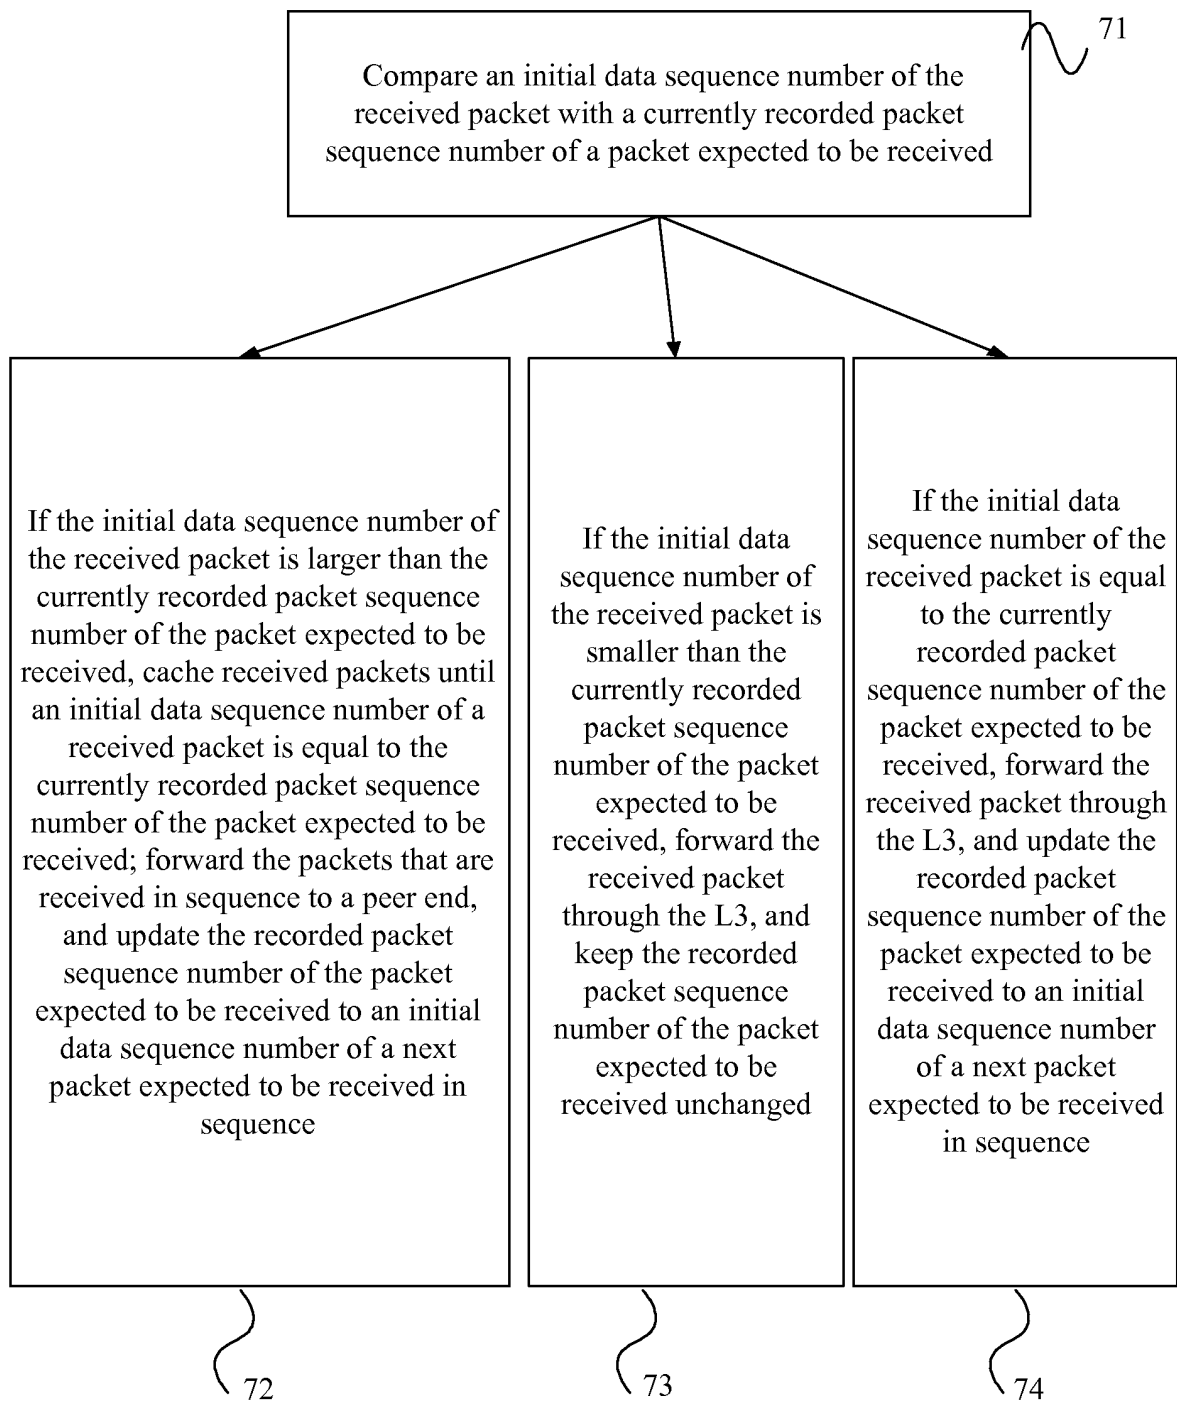 71
Compare an initial data sequence number of the
received packet with a currently recorded packet
sequence number of a packet expected to be received
If the initial data sequence number of
the received packet is larger than the
currently recorded packet sequence
number of the packet expected to be
received, cache received packets until
an initial data sequence number of a
received packet is equal to the
currently recorded packet sequence
number of the packet expected to be
received; forward the packets that are
received in sequence to a peer end,
and update the recorded packet
sequence number of the packet
expected to be received to an initial
data sequence number of a next
packet expected to be received in
sequence
If the initial data
sequence number of
the received packet is
smaller than the
currently recorded
packet sequence
number of the packet
expected to be
received, forward the
received packet
through the L3, and
keep the recorded
packet sequence
number of the packet
expected to be
received unchanged
If the initial data
sequence number of the
received packet is equal
to the currently
recorded packet
sequence number of the
packet expected to be
received, forward the
received packet through
the L3, and update the
recorded packet
sequence number of the
packet expected to be
received to an initial
data sequence number
of a next packet
expected to be received
in sequence
72
73
74